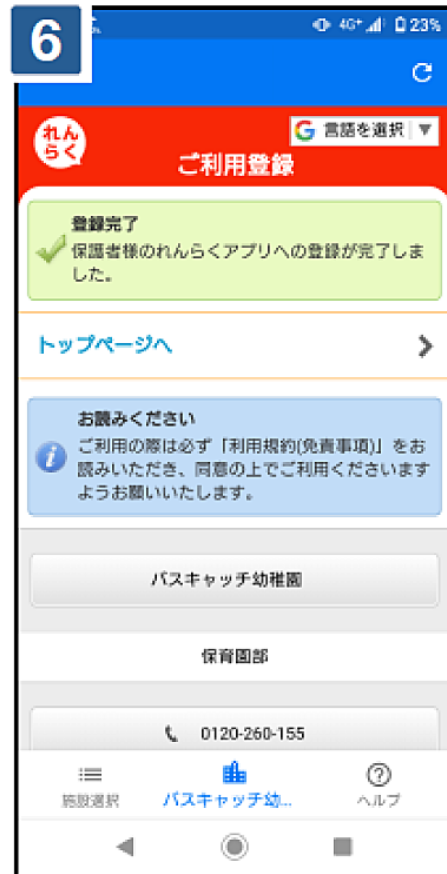 6
4G+ 23%
れん
らく
G 言語を選択 ▼
ご利用登録
登録完了
保護者様のれんらくアプリへの登録が完了しま
した。
トップページへ
お読みください
ご利用の際は必ず「利用規約(免責事項)」をお
読みいただき、同意の上でご利用くださいます
ようお願いいたします。
バスキャッチ幼稚園
保育園部
0120-260-155
施設選択
バスキャッチ幼...
ヘルプ